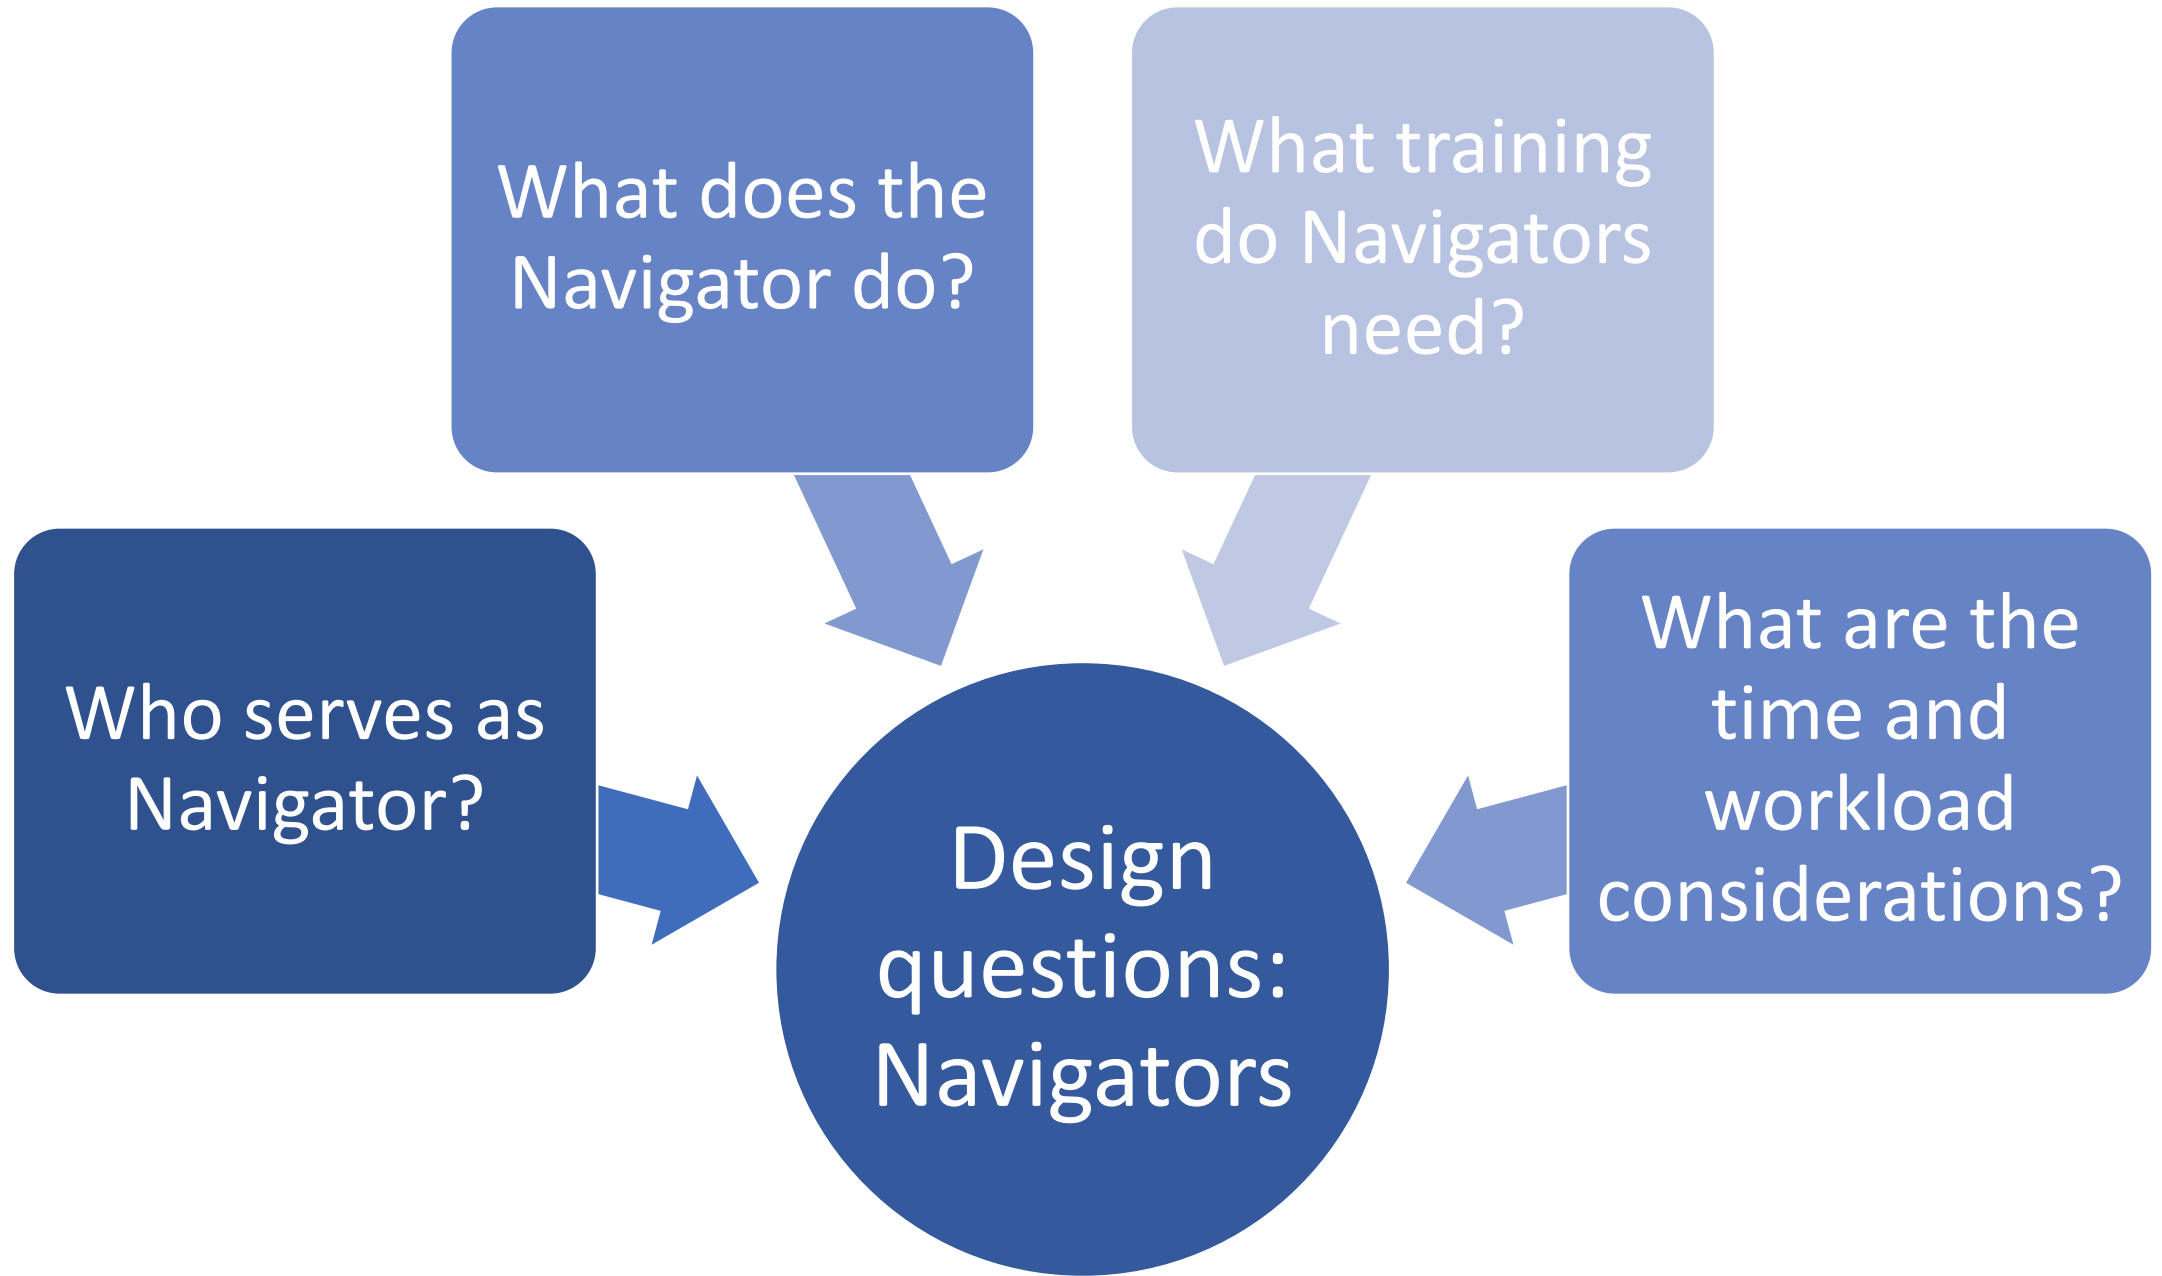 What does the
Navigator do?
What training
do Navigators
need?
Who serves as
Navigator?
What are the
time and
workload
considerations?
Design
questions:
Navigators